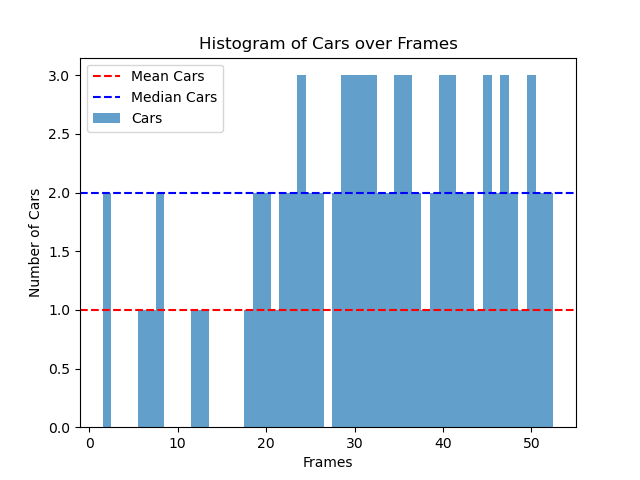 Histogram of Cars over Frames
Mean Cars
Median Cars
Cars
Number of Cars
3.0
2.5
2.0
1.5
1.0
0.5
0.0
0 10 20 30 40 50
Frames